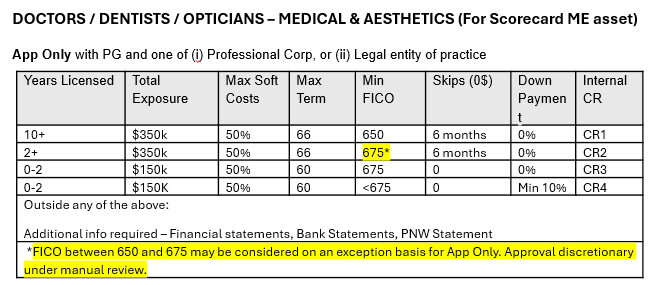 DOCTORS / DENTISTS / OPTICIANS – MEDICAL & AESTHETICS (For Scorecard ME asset)
App Only with PG and one of (i) Professional Corp, or (ii) Legal entity of practice
Years Licensed Total Exposure Max Soft Costs Max Term Min FICO Skips (0$) Down Payment Internal CR
10+ $350k 50% 66 650 6 months 0% CR1
2+ $350k 50% 66 675* 6 months 0% CR2
0-2 $150k 50% 60 675 0 0% CR3
0-2 $150K 50% 60 <675 0 Min 10% CR4
Outside any of the above:
Additional info required – Financial statements, Bank Statements, PNW Statement
*FICO between 650 and 675 may be considered on an exception basis for App Only. Approval discretionary
under manual review.